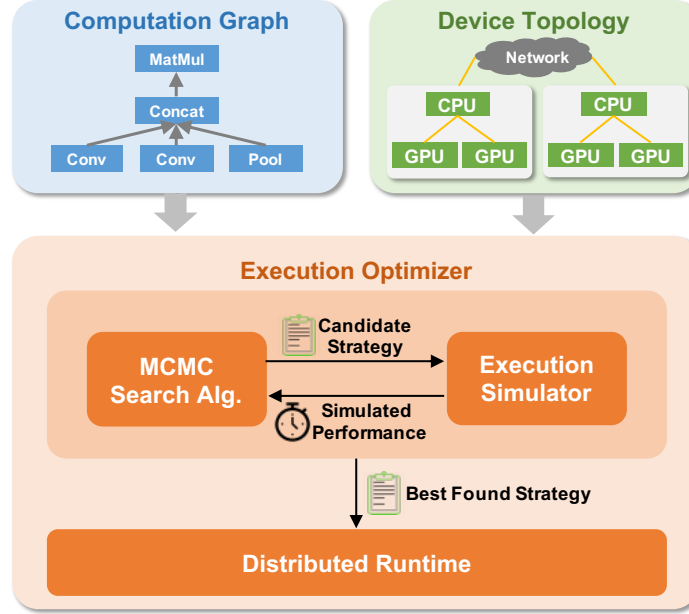 Computation Graph
MatMul
Concat
Conv
Conv
Pool
Device Topology
Network
CPU
CPU
GPU
GPU
GPU
GPU
Execution Optimizer
MCMC
Search Alg.
Candidate
Strategy
Execution
Simulator
Simulated
Performance
Best Found Strategy
Distributed Runtime